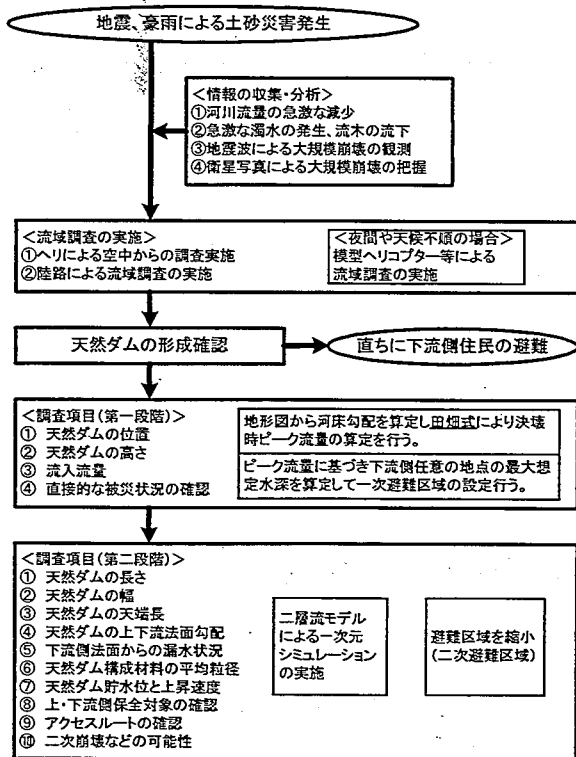 地震、豪雨による土砂災害発生
<情報の収集・分析>
①河川流量の急激な減少
②急激な濁水の発生、流木の流下
③地震波による大規模崩壊の観測
④衛星写真による大規模崩壊の把握
<流域調査の実施>
①ヘリによる空中からの調査実施
②陸路による流域調査の実施
<夜間や天候不順の場合>
模型ヘリコプター等による
流域調査の実施
天然ダムの形成確認
直ちに下流側住民の避難
<調査項目(第一段階)>
① 天然ダムの位置
② 天然ダムの高さ
③ 流入流量
④ 直接的な被災状況の確認
地形図から河床勾配を算定し田畑式により決壊
時ピーク流量の算定を行う。
ピーク流量に基づき下流側任意の地点の最大想
定水深を算定して一次避難区域の設定行う。
<調査項目(第二段階)>
① 天然ダムの長さ
② 天然ダムの幅
③ 天然ダムの天端長
④ 天然ダムの上下流法面勾配
⑤ 下流側法面からの漏水状況
⑥ 天然ダム構成材料の平均粒径
⑦ 天然ダム貯水位と上昇速度
⑧ 上・下流側保全対象の確認
⑨ アクセスルートの確認
⑩ 二次崩壊などの可能性
二層流モデル
による一次元
シミュレーション
の実施
避難区域を縮小
(二次避難区域)